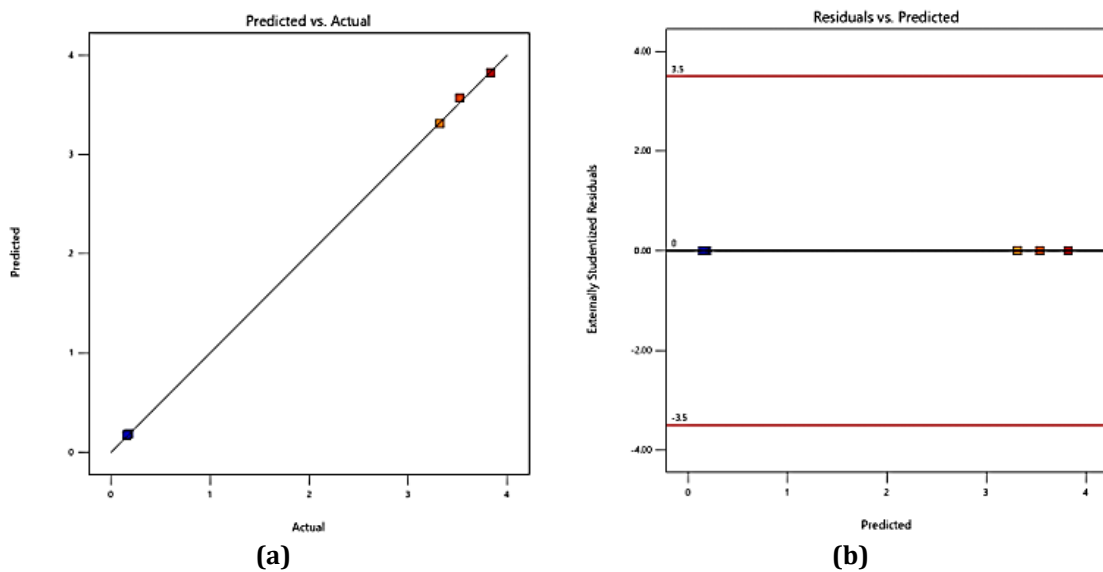 Predicted vs. Actual
4
3
2
1
0
Predicted
0 1 2 3 4
Actual
(a)
Residuals vs. Predicted
4.00
3.5
2.00
0
0.00
-2.00
-3.5
-4.00
Externally Studentized Residuals
0 1 2 3 4
Predicted
(b)